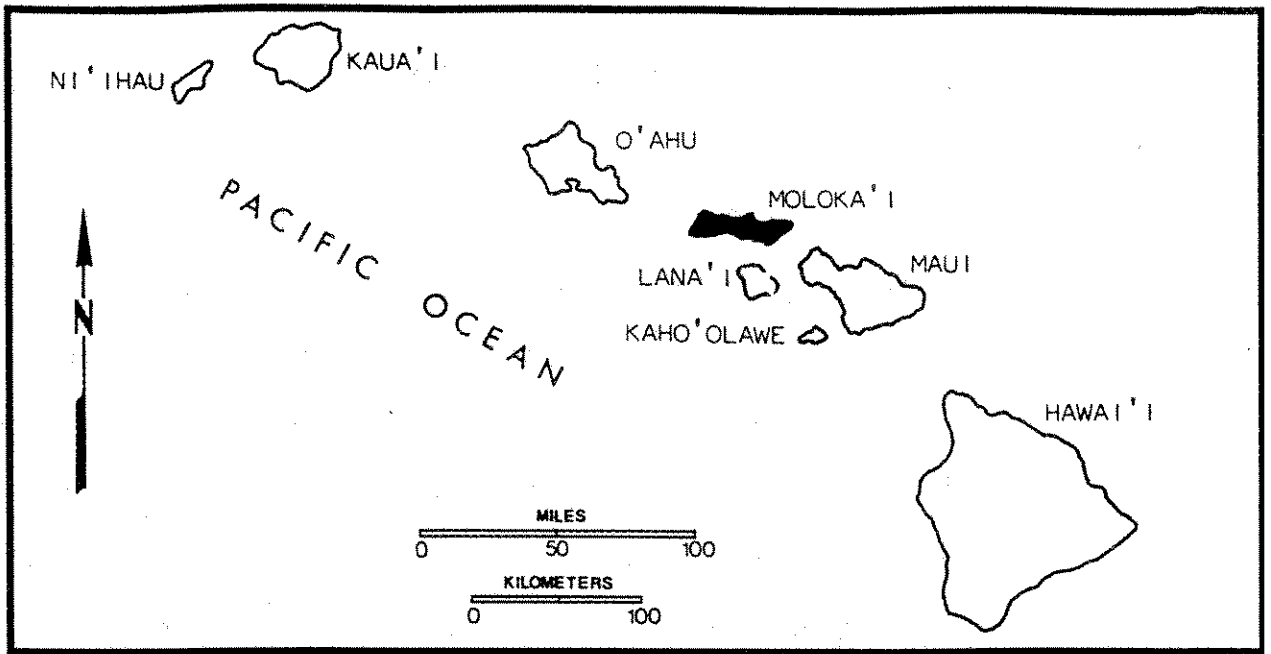 NI'IHAU
KAUA'I
O'AHU
MOLOKA'I
LANA'I
MAUI
KAHO'OLAWE
HAWAI'I
PACIFIC OCEAN
N
MILES
0 50 100
KILOMETERS
0 100